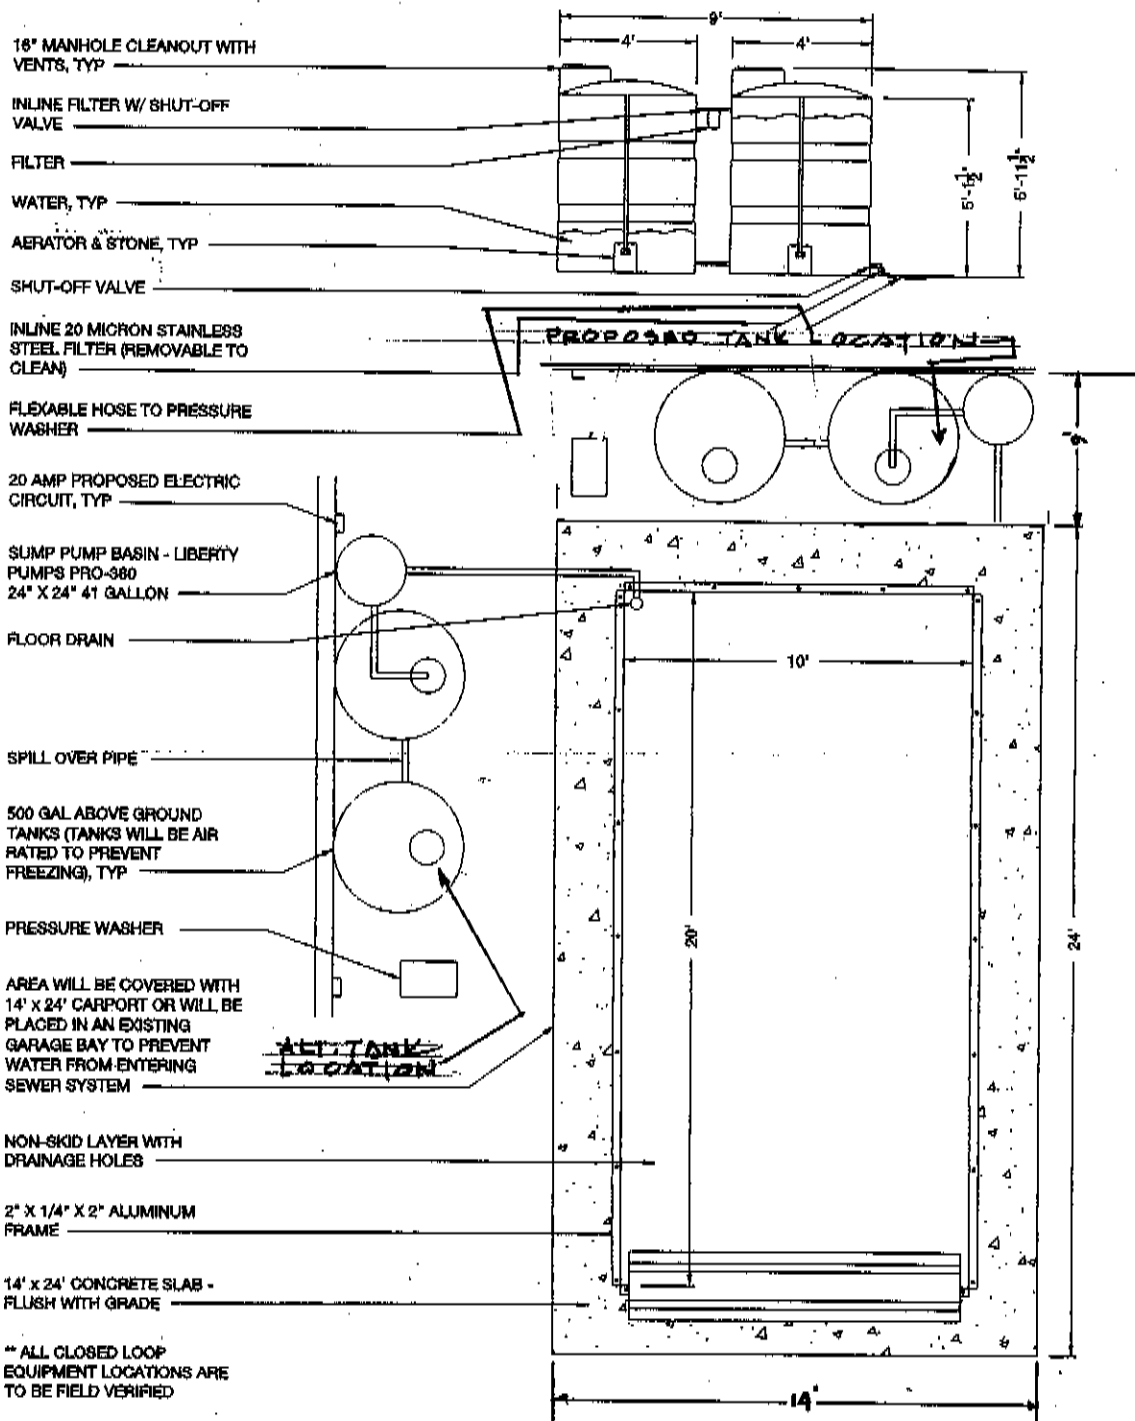 9'
4'
4'
16" MANHOLE CLEANOUT WITH
VENTS, TYP
INLINE FILTER W/ SHUT-OFF
VALVE
FILTER
WATER, TYP
AERATOR & STONE, TYP
SHUT-OFF VALVE
5'-1½"
5'-11½"
INLINE 20 MICRON STAINLESS
STEEL FILTER (REMOVABLE TO
CLEAN)
PROPOSED TANK LOCATION
FLEXABLE HOSE TO PRESSURE
WASHER
9'
20 AMP PROPOSED ELECTRIC
CIRCUIT, TYP
SUMP PUMP BASIN - LIBERTY
PUMPS PRO-380
24" X 24" 41 GALLON
FLOOR DRAIN
10'
SPILL OVER PIPE
500 GAL ABOVE GROUND
TANKS (TANKS WILL BE AIR
RATED TO PREVENT
FREEZING), TYP
PRESSURE WASHER
20'
24'
AREA WILL BE COVERED WITH
14' x 24' CARPORT OR WILL BE
PLACED IN AN EXISTING
GARAGE BAY TO PREVENT
WATER FROM ENTERING
SEWER SYSTEM
ALT. TANK
LOCATION
NON-SKID LAYER WITH
DRAINAGE HOLES
2" X 1/4" X 2" ALUMINUM
FRAME
14' x 24' CONCRETE SLAB -
FLUSH WITH GRADE
** ALL CLOSED LOOP
EQUIPMENT LOCATIONS ARE
TO BE FIELD VERIFIED
14'